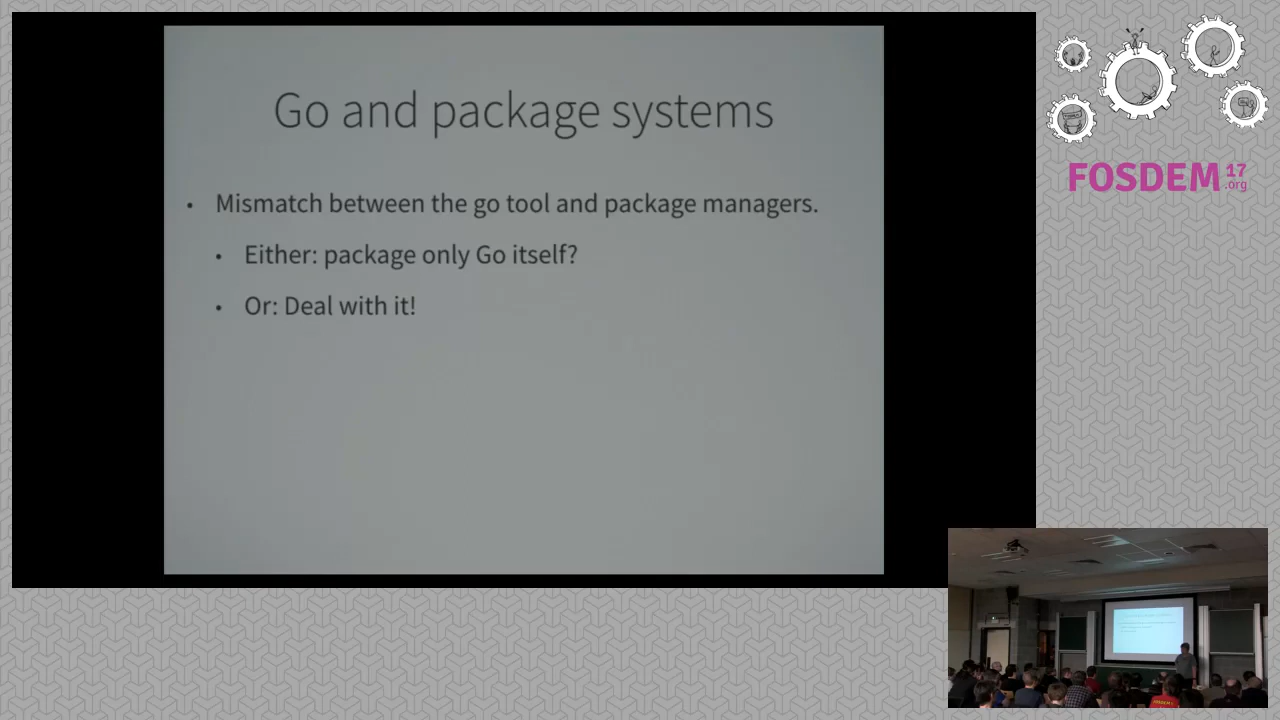 Go and package systems
• Mismatch between the go tool and package managers.
• Either: package only Go itself?
• Or: Deal with it!
FOSDEM 17
.org